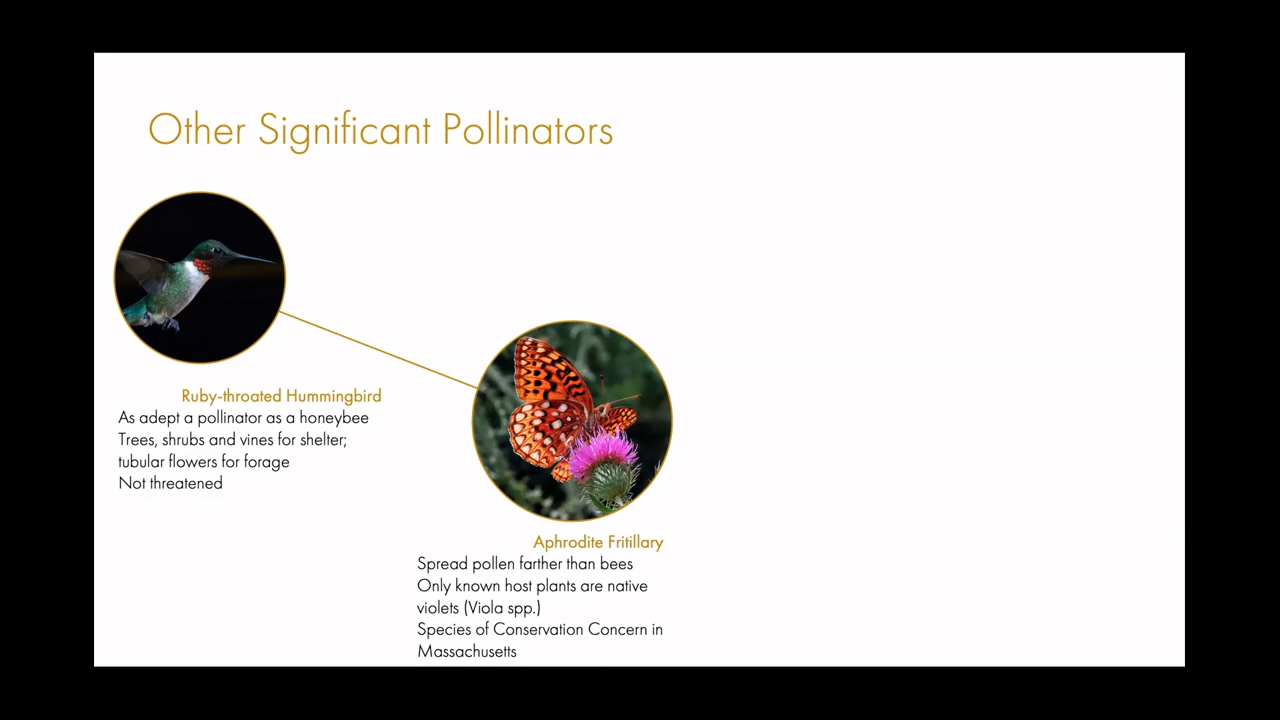 Other Significant Pollinators
Ruby-throated Hummingbird
As adept a pollinator as a honeybee
Trees, shrubs and vines for shelter;
tubular flowers for forage
Not threatened
Aphrodite Fritillary
Spread pollen farther than bees
Only known host plants are native
violets (Viola spp.)
Species of Conservation Concern in
Massachusetts